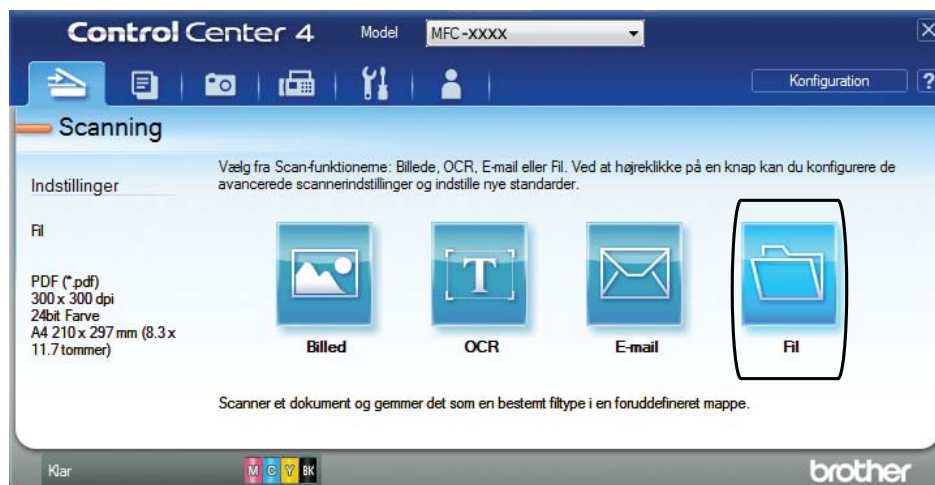 Control Center 4
Model
MFC-XXXX
Konfiguration
?
Scanning
Indstillinger
Fil
PDF (*.pdf)
300 x 300 dpi
24bit Farve
A4 210 x 297 mm (8.3 x
11.7 tommer)
Vælg fra Scan-funktionerne: Billede, OCR, E-mail eller Fil. Ved at højreklikke på en knap kan du konfigurere de
avancerede scannerindstillinger og indstille nye standarder.
T
Billed
OCR
E-mail
Fil
Scanner et dokument og gemmer det som en bestemt filtype i en foruddefineret mappe.
Klar
M C Y BK
brother